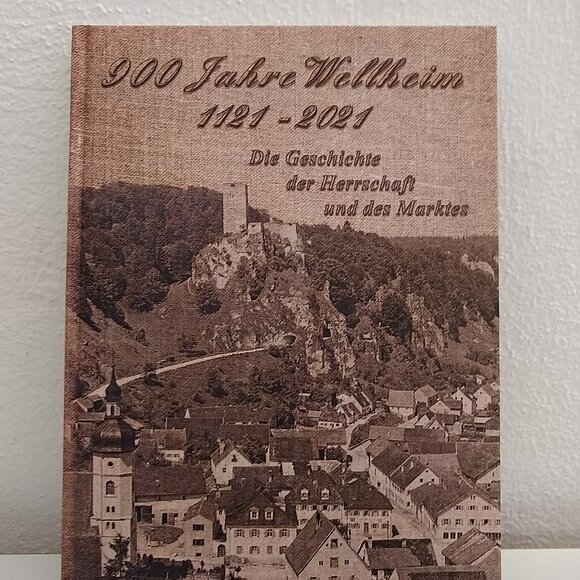 900 Jahre Wellheim
1121 - 2021
Die Geschichte
der Herrschaft
und des Marktes